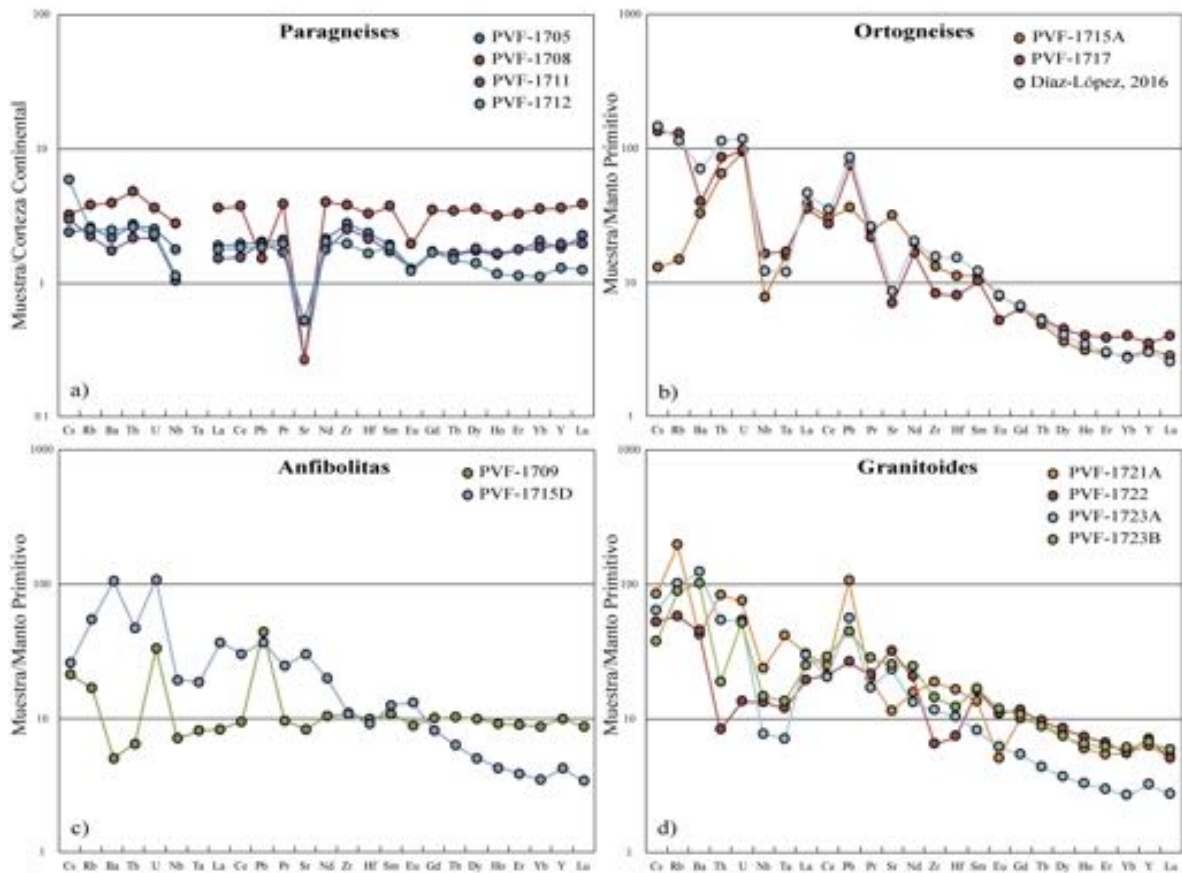 Paragneises
100
10
1
0.1
Muestra/Corteza Continental
PVF-1705
PVF-1708
PVF-1711
PVF-1712
a)
Cs Rb Ba Th U Nb Ta La Ce Pb Pr Sr Nd Zr Hf Sm Eu Gd Tb Dy Ho Er Yb Y Lu
Ortogneises
1000
100
10
1
Muestra/Manto Primitivo
PVF-1715A
PVF-1717
Díaz-López, 2016
b)
Cs Rb Ba Th U Nb Ta La Ce Pb Pr Sr Nd Zr Hf Sm Eu Gd Tb Dy Ho Er Yb Y Lu
Anfibolitas
1000
100
10
1
Muestra/Manto Primitivo
PVF-1709
PVF-1715D
c)
Cs Rb Ba Th U Nb Ta La Ce Pb Pr Sr Nd Zr Hf Sm Eu Gd Tb Dy Ho Er Yb Y Lu
Granitoides
1000
100
10
1
Muestra/Manto Primitivo
PVF-1721A
PVF-1722
PVF-1723A
PVF-1723B
d)
Cs Rb Ba Th U Nb Ta La Ce Pb Pr Sr Nd Zr Hf Sm Eu Gd Tb Dy Ho Er Yb Y Lu